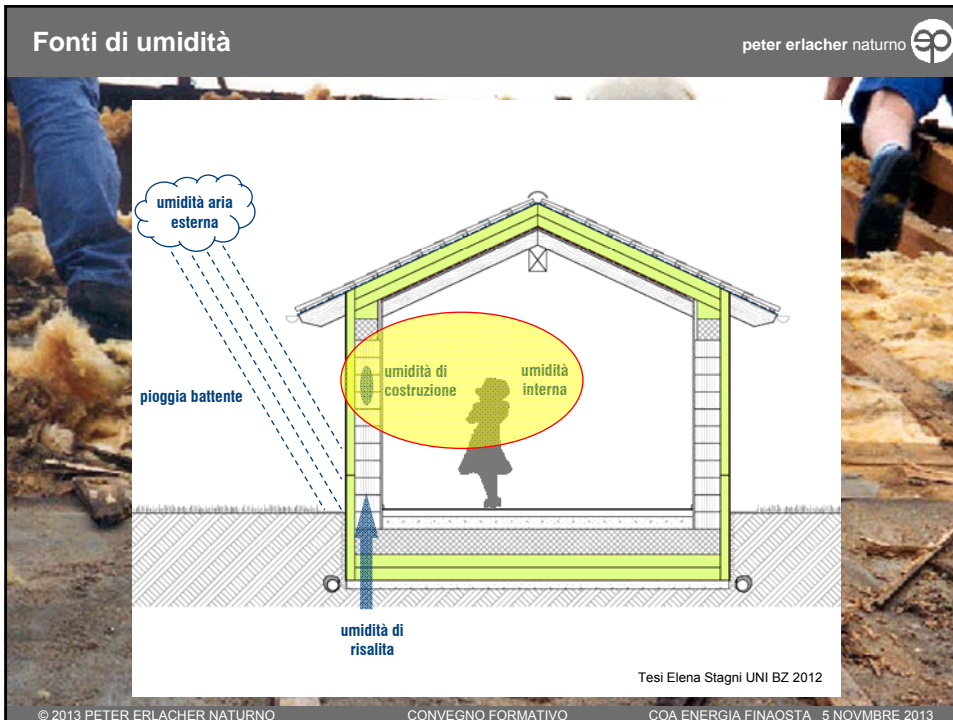 Fonti di umidità
peter erlacher naturno ep
umidità aria
esterna
pioggia battente
umidità di
costruzione
umidità
interna
umidità di
risalita
Tesi Elena Stagni UNI BZ 2012
© 2013 PETER ERLACHER NATURNO
CONVEGNO FORMATIVO
COA ENERGIA FINAOSTA 5 NOVMBRE 2013